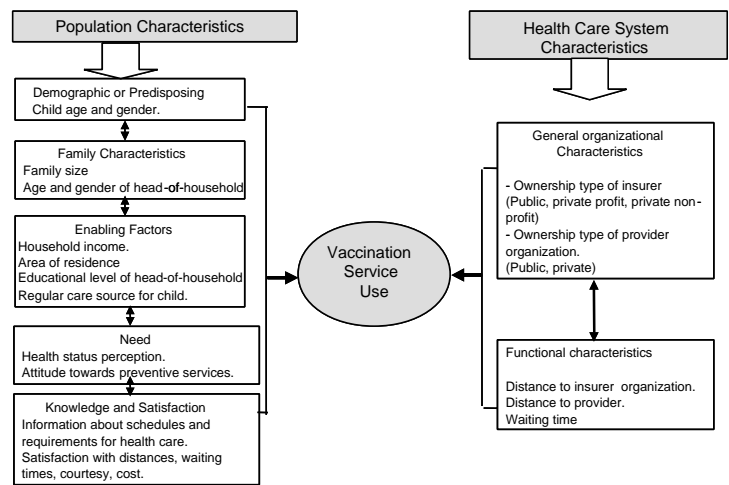 Population Characteristics
Demographic or Predisposing
Child age and gender.
Family Characteristics
Family size
Age and gender of head-of-household
Enabling Factors
Household income.
Area of residence
Educational level of head-of-household
Regular care source for child.
Need
Health status perception.
Attitude towards preventive services.
Knowledge and Satisfaction
Information about schedules and
requirements for health care.
Satisfaction with distances, waiting
times, courtesy, cost.
Vaccination
Service
Use
Health Care System
Characteristics
General organizational
Characteristics
- Ownership type of insurer
(Public, private profit, private non-
profit)
- Ownership type of provider
organization.
(Public, private)
Functional characteristics
Distance to insurer organization.
Distance to provider.
Waiting time